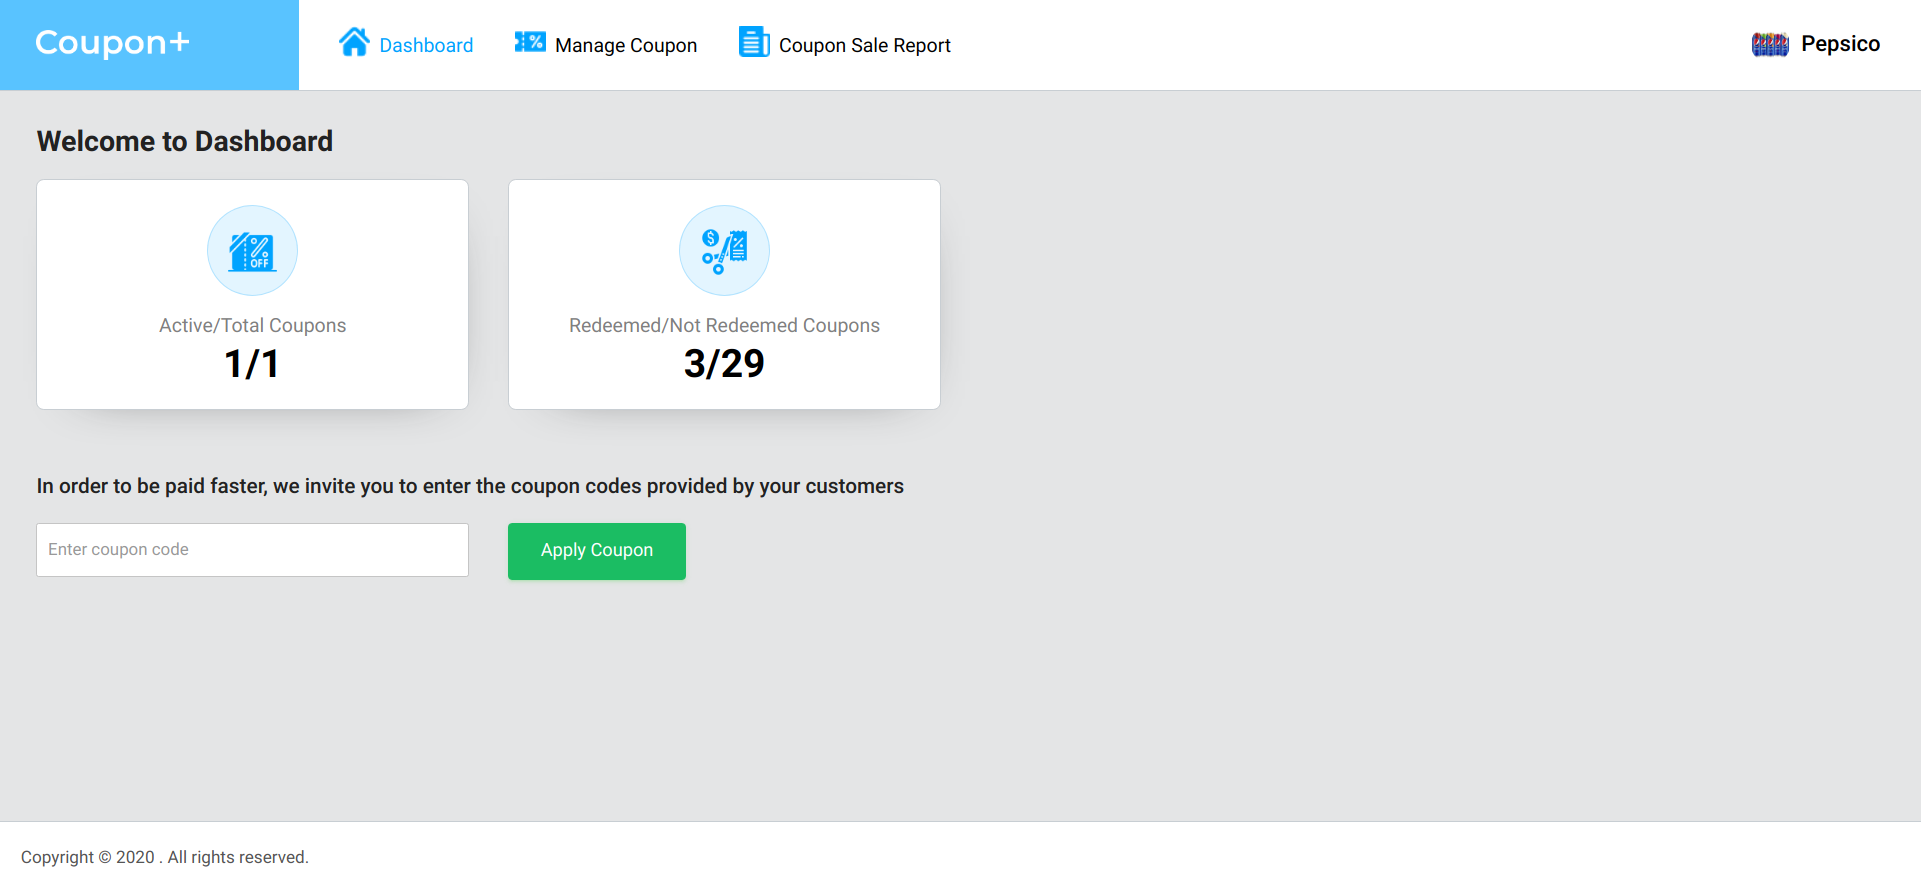 Coupon+
Dashboard
Manage Coupon
Coupon Sale Report
Pepsico
Welcome to Dashboard
OFF
Active/Total Coupons
1/1
Redeemed/Not Redeemed Coupons
3/29
In order to be paid faster, we invite you to enter the coupon codes provided by your customers
Enter coupon code
Apply Coupon
Copyright © 2020 . All rights reserved.